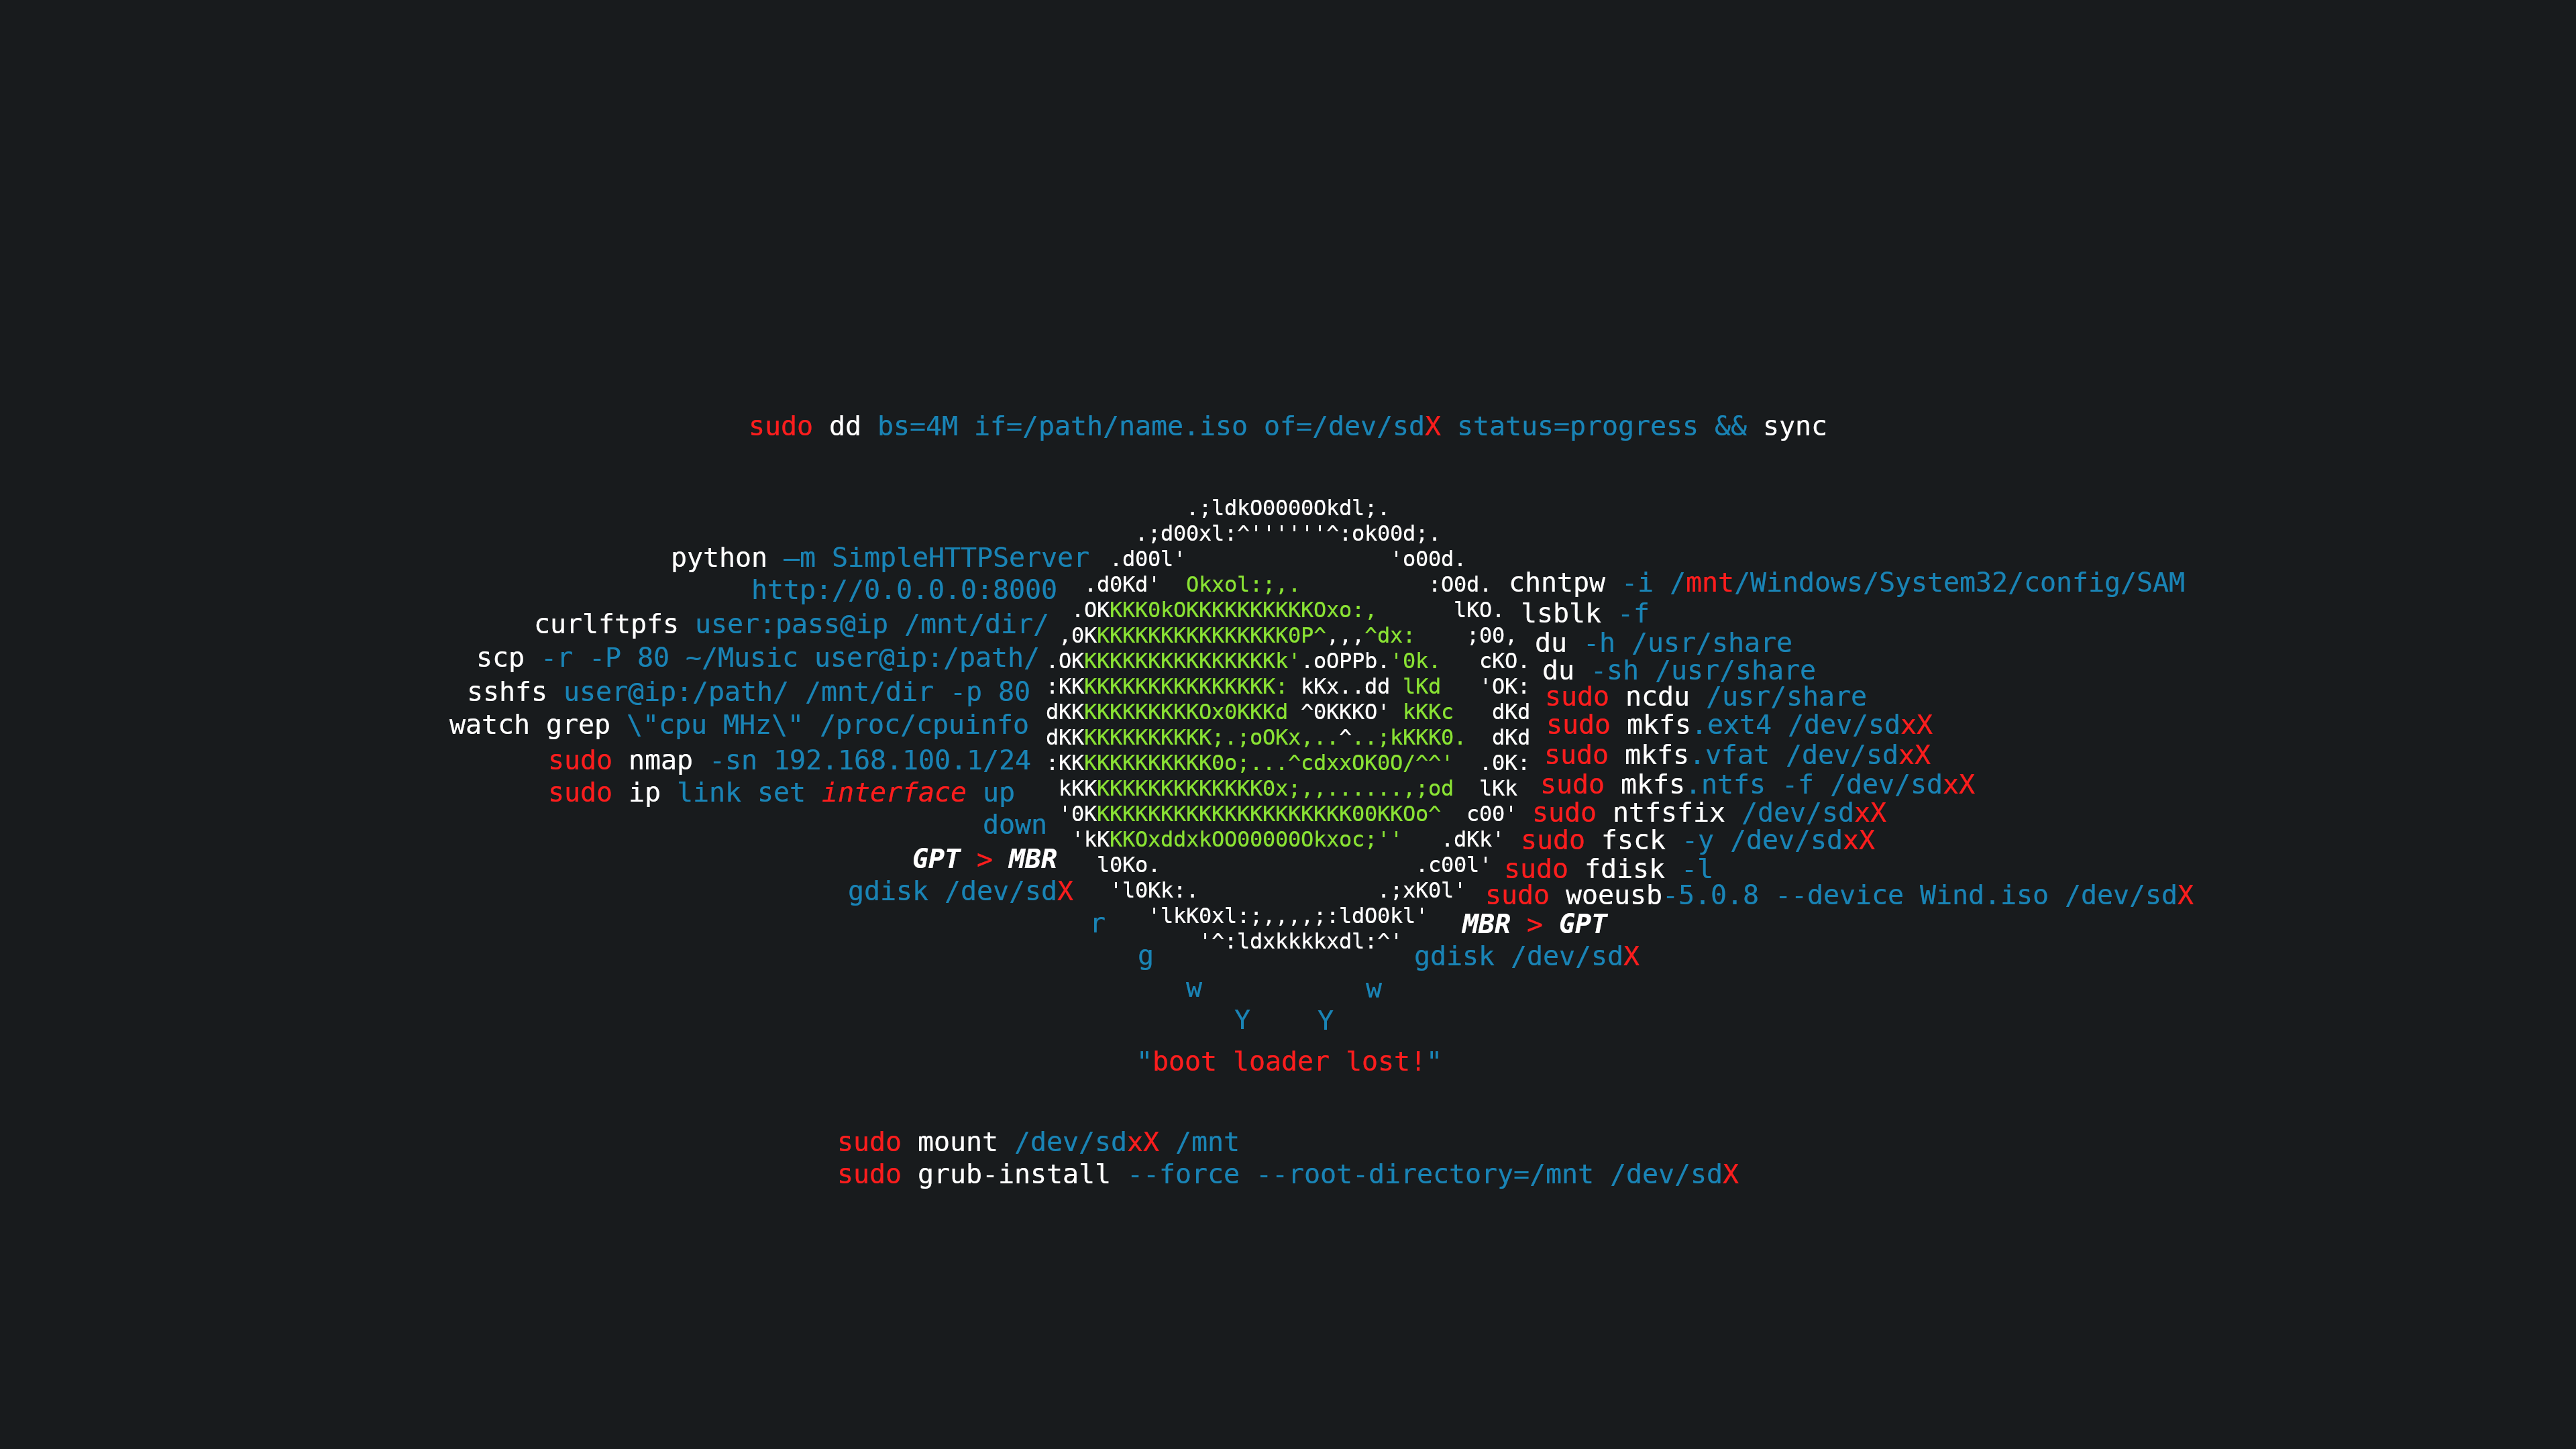 sudo dd bs=4M if=/path/name.iso of=/dev/sdX status=progress && sync
python –m SimpleHTTPServer
http://0.0.0.0:8000
curlftpfs user:pass@ip /mnt/dir/
scp -r -P 80 ~/Music user@ip:/path/
sshfs user@ip:/path/ /mnt/dir -p 80
watch grep \"cpu MHz\" /proc/cpuinfo
sudo nmap -sn 192.168.100.1/24
sudo ip link set interface up
down
GPT > MBR
gdisk /dev/sdX
r
g
w
Y
.;ldkO0000Okdl;.
.;d00xl:^''''''^:ok00d;.
.d00l'                'o00d.
.d0Kd'  Okxol:;,.          :O0d.
.OKKKK0kOKKKKKKKKKKOxo:,      lKO.
,0KKKKKKKKKKKKKKKK0P^,,,^dx:    ;00,
.OKKKKKKKKKKKKKKKKKk'.oOPPb.'0k.   cKO.
:KKKKKKKKKKKKKKKKK: kKx..dd lKd   'OK:
dKKKKKKKKKKKKOx0KKKd ^0KKKO' kKKc   dKd
dKKKKKKKKKKKKK;.;oOKx,..^..;kKKK0.  dKd
:KKKKKKKKKKKKK0o;...^cdxxOK0O/^^'  .0K:
kKKKKKKKKKKKKKKK0x;,,......,;od  lKk
'0KKKKKKKKKKKKKKKKKKKKK00KKOo^  c00'
'kKKKOxddxkOO00000Okxoc;''   .dKk'
l0Ko.                    .c00l'
'l0Kk:.              .;xK0l'
'lkK0xl:;,,,,;:ldO0kl'
'^:ldxkkkkxdl:^'
chntpw -i /mnt/Windows/System32/config/SAM
lsblk -f
du -h /usr/share
du -sh /usr/share
sudo ncdu /usr/share
sudo mkfs.ext4 /dev/sdxX
sudo mkfs.vfat /dev/sdxX
sudo mkfs.ntfs -f /dev/sdxX
sudo ntfsfix /dev/sdxX
sudo fsck -y /dev/sdxX
sudo fdisk -l
sudo woeusb-5.0.8 --device Wind.iso /dev/sdX
MBR > GPT
gdisk /dev/sdX
w
Y
"boot loader lost!"
sudo mount /dev/sdxX /mnt
sudo grub-install --force --root-directory=/mnt /dev/sdX